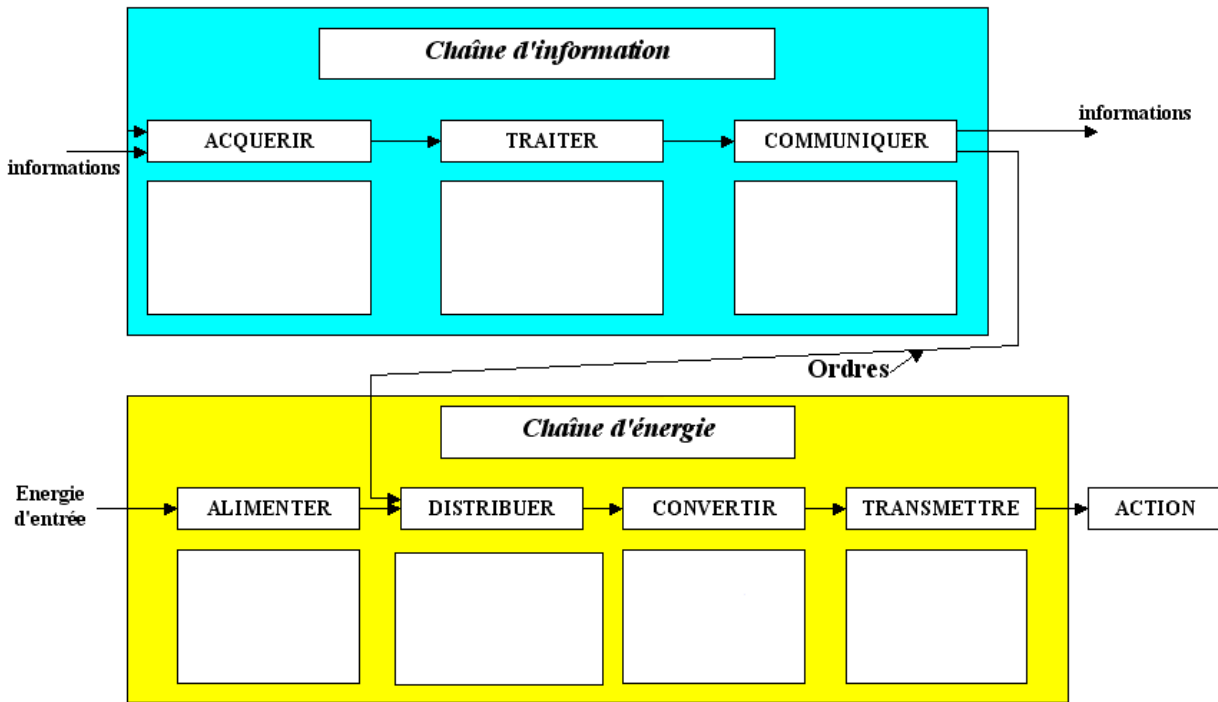 Chaîne d'information
informations
ACQUERIR
TRAITER
COMMUNIQUER
informations
Ordres
Chaîne d'énergie
Energie
d'entrée
ALIMENTER
DISTRIBUER
CONVERTIR
TRANSMETTRE
ACTION